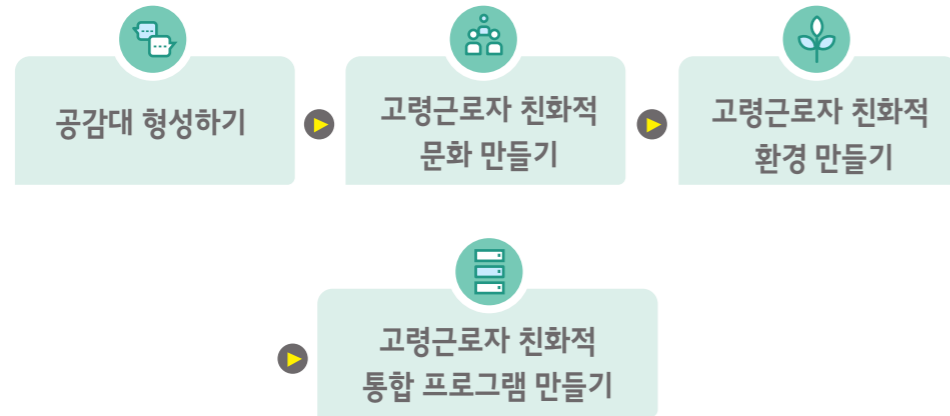 공감대 형성하기
고령근로자 친화적
문화 만들기
고령근로자 친화적
환경 만들기
고령근로자 친화적
통합 프로그램 만들기